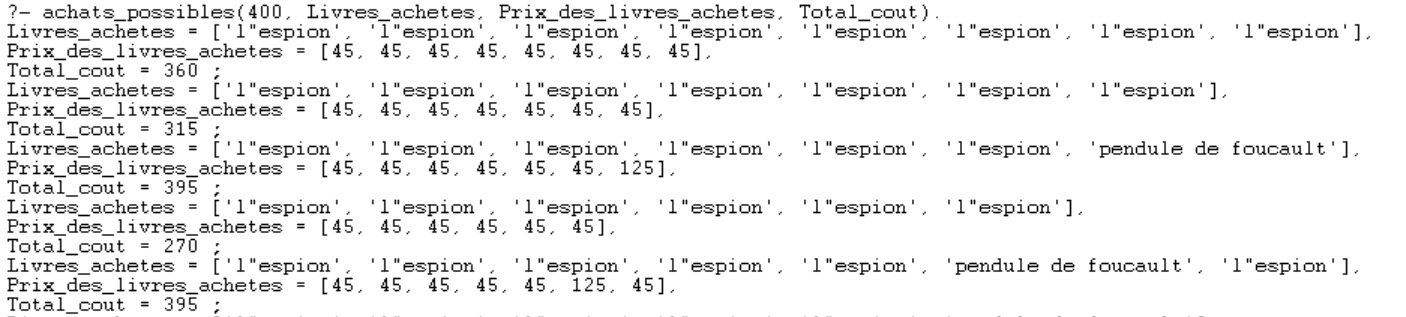 ?- achats_possibles(400, Livres_achetes, Prix_des_livres_achetes, Total_cout).
Livres_achetes = ['l"espion', 'l"espion', 'l"espion', 'l"espion', 'l"espion', 'l"espion', 'l"espion', 'l"espion'],
Prix_des_livres_achetes = [45, 45, 45, 45, 45, 45, 45, 45],
Total_cout = 360 ;
Livres_achetes = ['l"espion', 'l"espion', 'l"espion', 'l"espion', 'l"espion', 'l"espion', 'l"espion'],
Prix_des_livres_achetes = [45, 45, 45, 45, 45, 45, 45],
Total_cout = 315 ;
Livres_achetes = ['l"espion', 'l"espion', 'l"espion', 'l"espion', 'l"espion', 'l"espion', 'pendule de foucault'],
Prix_des_livres_achetes = [45, 45, 45, 45, 45, 45, 125],
Total_cout = 395 ;
Livres_achetes = ['l"espion', 'l"espion', 'l"espion', 'l"espion', 'l"espion', 'l"espion'],
Prix_des_livres_achetes = [45, 45, 45, 45, 45, 45],
Total_cout = 270 ;
Livres_achetes = ['l"espion', 'l"espion', 'l"espion', 'l"espion', 'l"espion', 'pendule de foucault', 'l"espion'],
Prix_des_livres_achetes = [45, 45, 45, 45, 45, 125, 45],
Total_cout = 395 ;